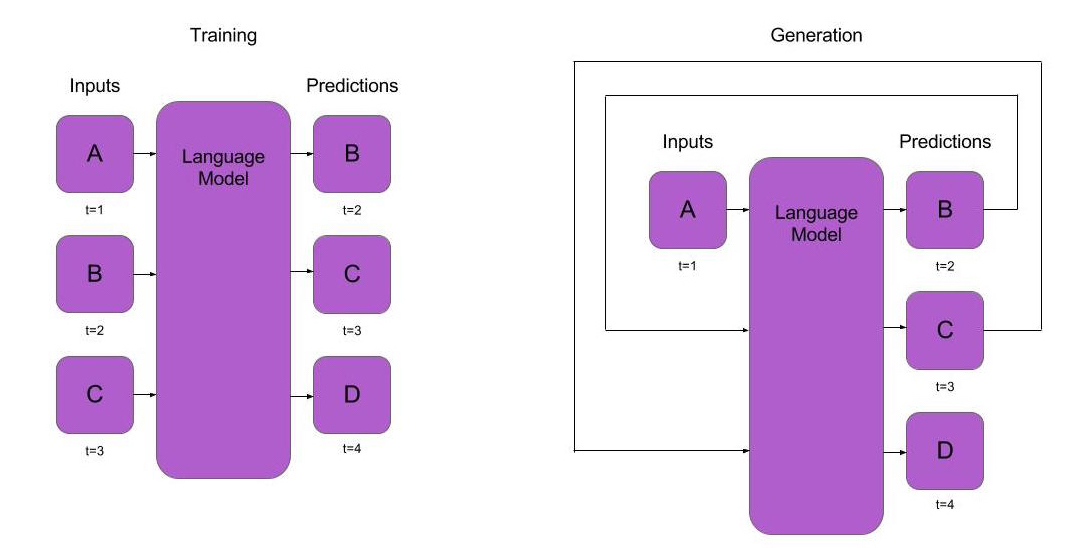 Training
Inputs
Predictions
A
Language
Model
B
t=1
t=2
B
C
t=2
t=3
C
D
t=3
t=4
Generation
Inputs
Predictions
A
Language
Model
B
t=1
t=2
C
t=3
D
t=4